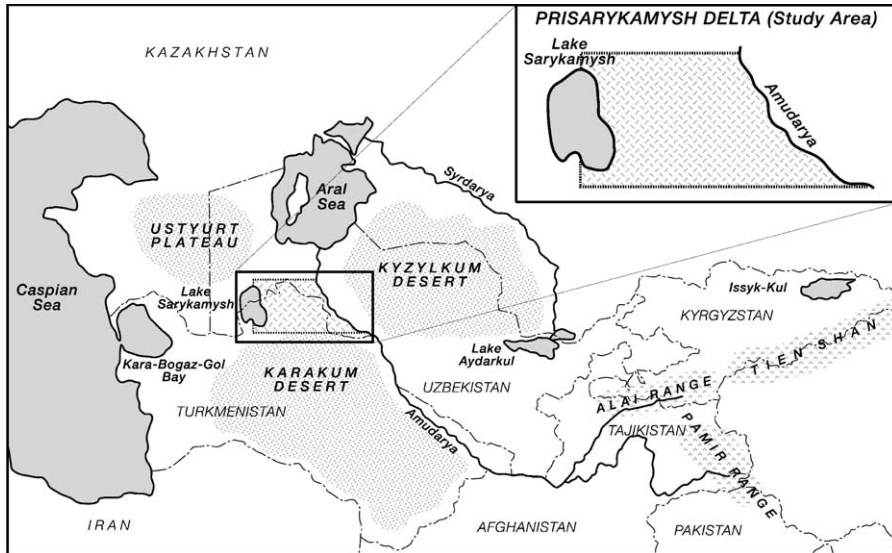 PRISARYKAMYSH DELTA (Study Area)
Lake
Sarykamysh
Amudarya
KAZAKHSTAN
Aral
Sea
Syrdarya
USTYURT
PLATEAU
KYZYLKUM
DESERT
Caspian
Sea
Lake
Sarykamysh
Issyk-Kul
KYRGYZSTAN
TIEN SHAN
Kara-Bogaz-Gol
Bay
Lake
Aydarkul
KARAKUM
DESERT
UZBEKISTAN
ALAI RANGE
TURKMENISTAN
Amudarya
TAJIKISTAN
PAMIR RANGE
IRAN
AFGHANISTAN
PAKISTAN